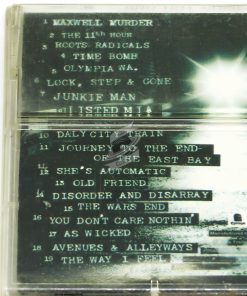 1 MAXWELL MURDER
2 THE 11th HOUR
3 ROOTS RADICALS
4 TIME BOMB
5 OLYMPIA WA.
6 LOCK, STEP & GONE
JUNKIE MAN
LISTED M I A
10 DALY CITY TRAIN
11 JOURNEY TO THE END
OF THE EAST BAY
12 SHE'S AUTOMATIC
13 OLD FRIEND
14 DISORDER AND DISARRAY
15 THE WARS END
16 YOU DON'T CARE NOTHIN
17 AS WICKED
18 AVENUES & ALLEYWAYS
19 THE WAY I FEEL